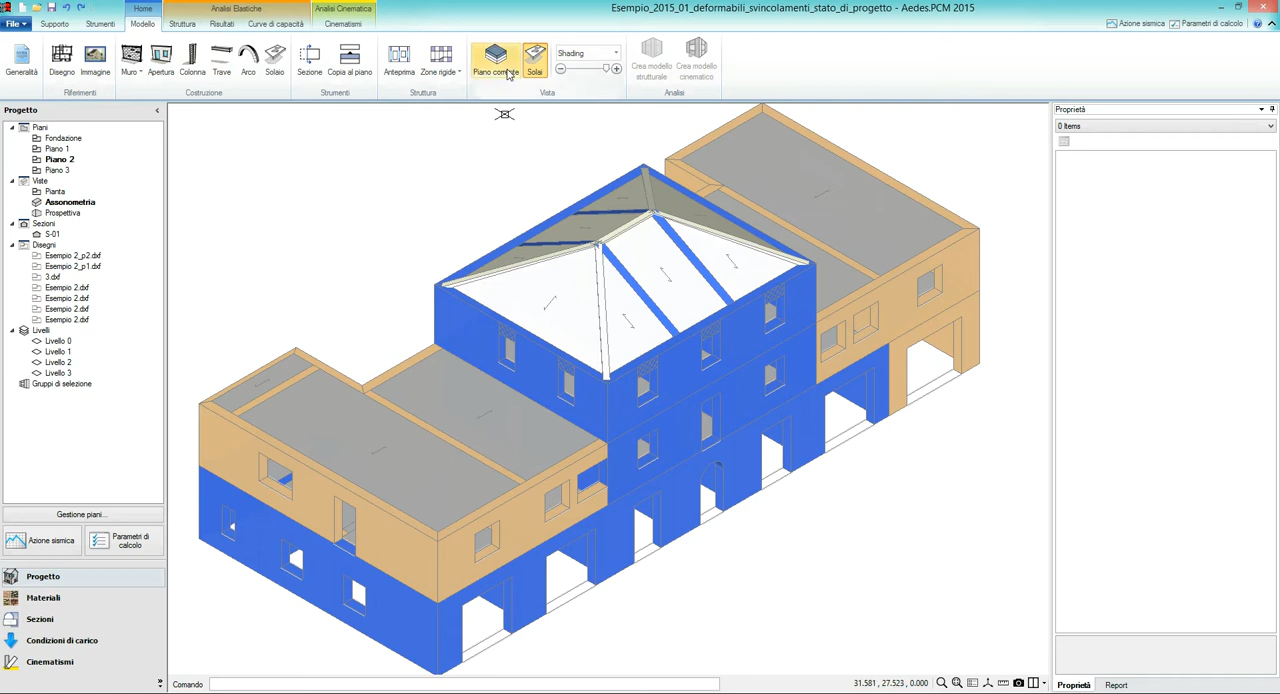 Esempio_2015_01_deformabili_svincolamenti_stato_di_progetto - Aedes.PCM 2015
Home
Analisi Elastiche
Analisi Cinematica
File
Supporto
Strumenti
Modello
Struttura
Risultati
Curve di capacità
Cinematismi
Azione sismica
Parametri di calcolo
Generalità
Disegno
Immagine
Muro
Apertura
Colonna
Trave
Arco
Solaio
Sezione
Copia al piano
Anteprima
Zone rigide
Solai
Shading
Crea modello strutturale
Crea modello cinematico
Riferimenti
Costruzione
Strumenti
Struttura
Vista
Analisi
Progetto
Piani
Fondazione
Piano 1
Piano 2
Piano 3
Viste
Pianta
Assonometria
Prospettiva
Sezioni
S-01
Disegni
Esempio 2_p2.dxf
Esempio 2_p1.dxf
3.dxf
Esempio 2.dxf
Esempio 2.dxf
Esempio 2.dxf
Esempio 2.dxf
Livelli
Livello 0
Livello 1
Livello 2
Livello 3
Gruppi di selezione
Gestione piani...
Azione sismica
Parametri di calcolo
Progetto
Materiali
Sezioni
Condizioni di carico
Cinematismi
Comando
31.581 , 27.523 , 0.000
Proprietà
0 Items
Proprietà
Report